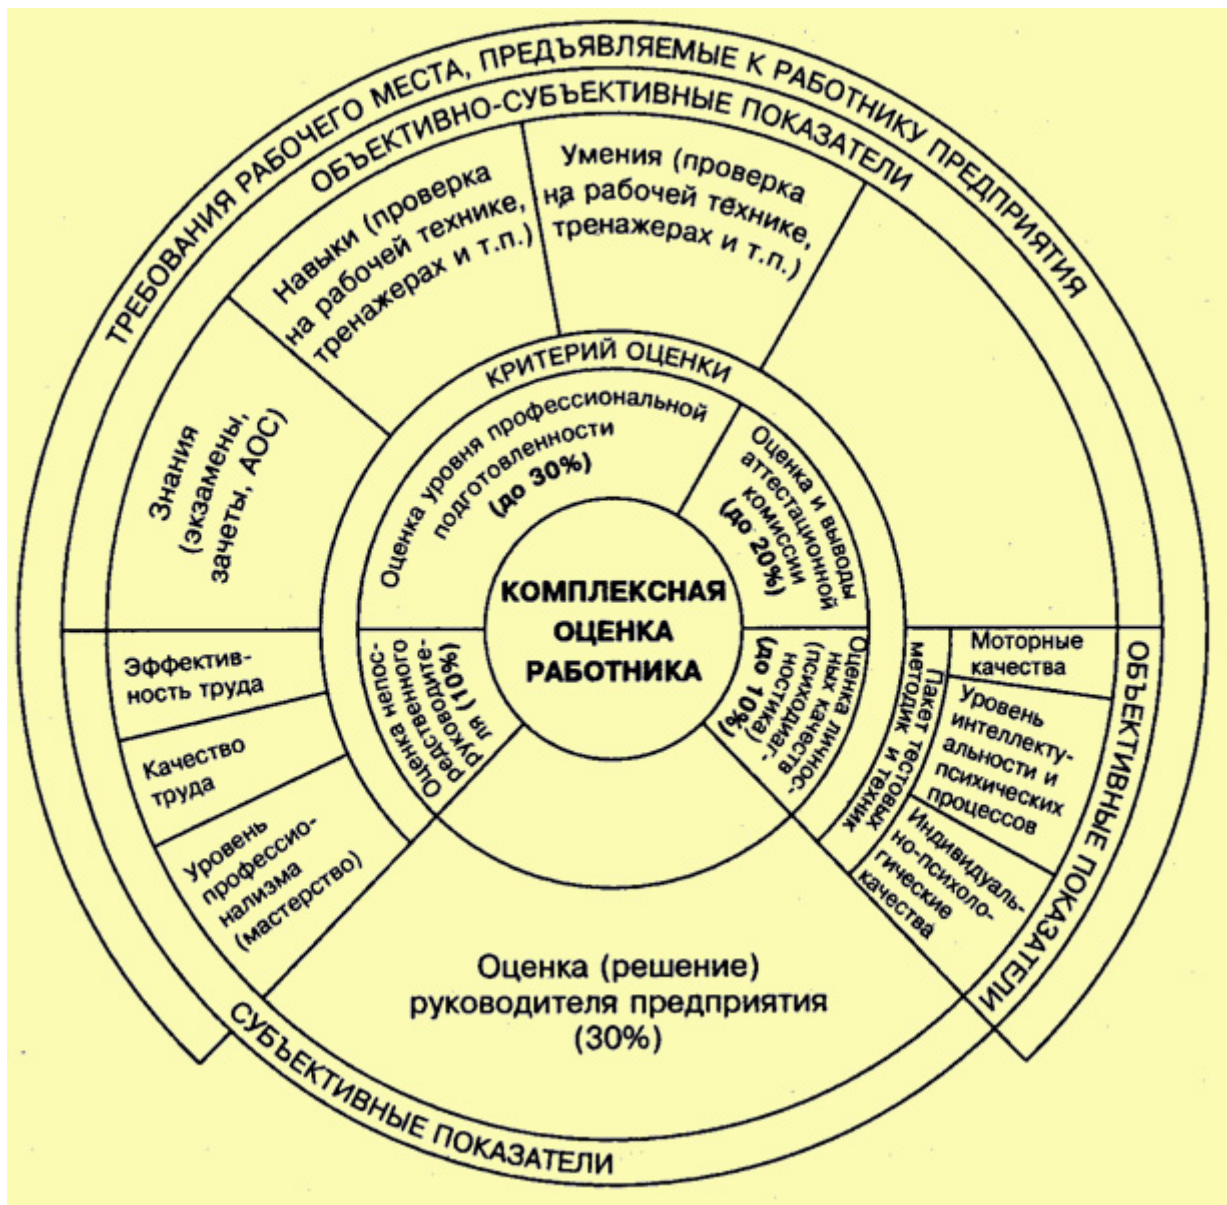 ТРЕБОВАНИЯ РАБОЧЕГО МЕСТА, ПРЕДЪЯВЛЯЕМЫЕ К РАБОТНИКУ ПРЕДПРИЯТИЯ
ОБЪЕКТИВНО-СУБЪЕКТИВНЫЕ ПОКАЗАТЕЛИ
Знания
(экзамены,
зачеты, АОС)
Навыки (проверка
на рабочей технике,
тренажерах и т.п.)
Умения (проверка
на рабочей технике,
тренажерах и т.п.)
КРИТЕРИЙ ОЦЕНКИ
Оценка уровня профессиональной
подготовленности
(до 30%)
Оценка и выводы
аттестационной
комиссии
(до 20%)
КОМПЛЕКСНАЯ
ОЦЕНКА
РАБОТНИКА
Оценка непос-
редственного
руководите-
ля (10%)
Оценка личнос-
ных качеств
(психодиаг-
ностика)
(до 10%)
Эффектив-
ность труда
Качество
труда
Уровень
профессио-
нализма
(мастерство)
Пакет тестовых
методик и техник
Моторные
качества
Уровень
интеллекту-
альности и
психических
процессов
Индивидуаль-
но-психоло-
гические
качества
ОБЪЕКТИВНЫЕ ПОКАЗАТЕЛИ
Оценка (решение)
руководителя предприятия
(30%)
СУБЪЕКТИВНЫЕ ПОКАЗАТЕЛИ